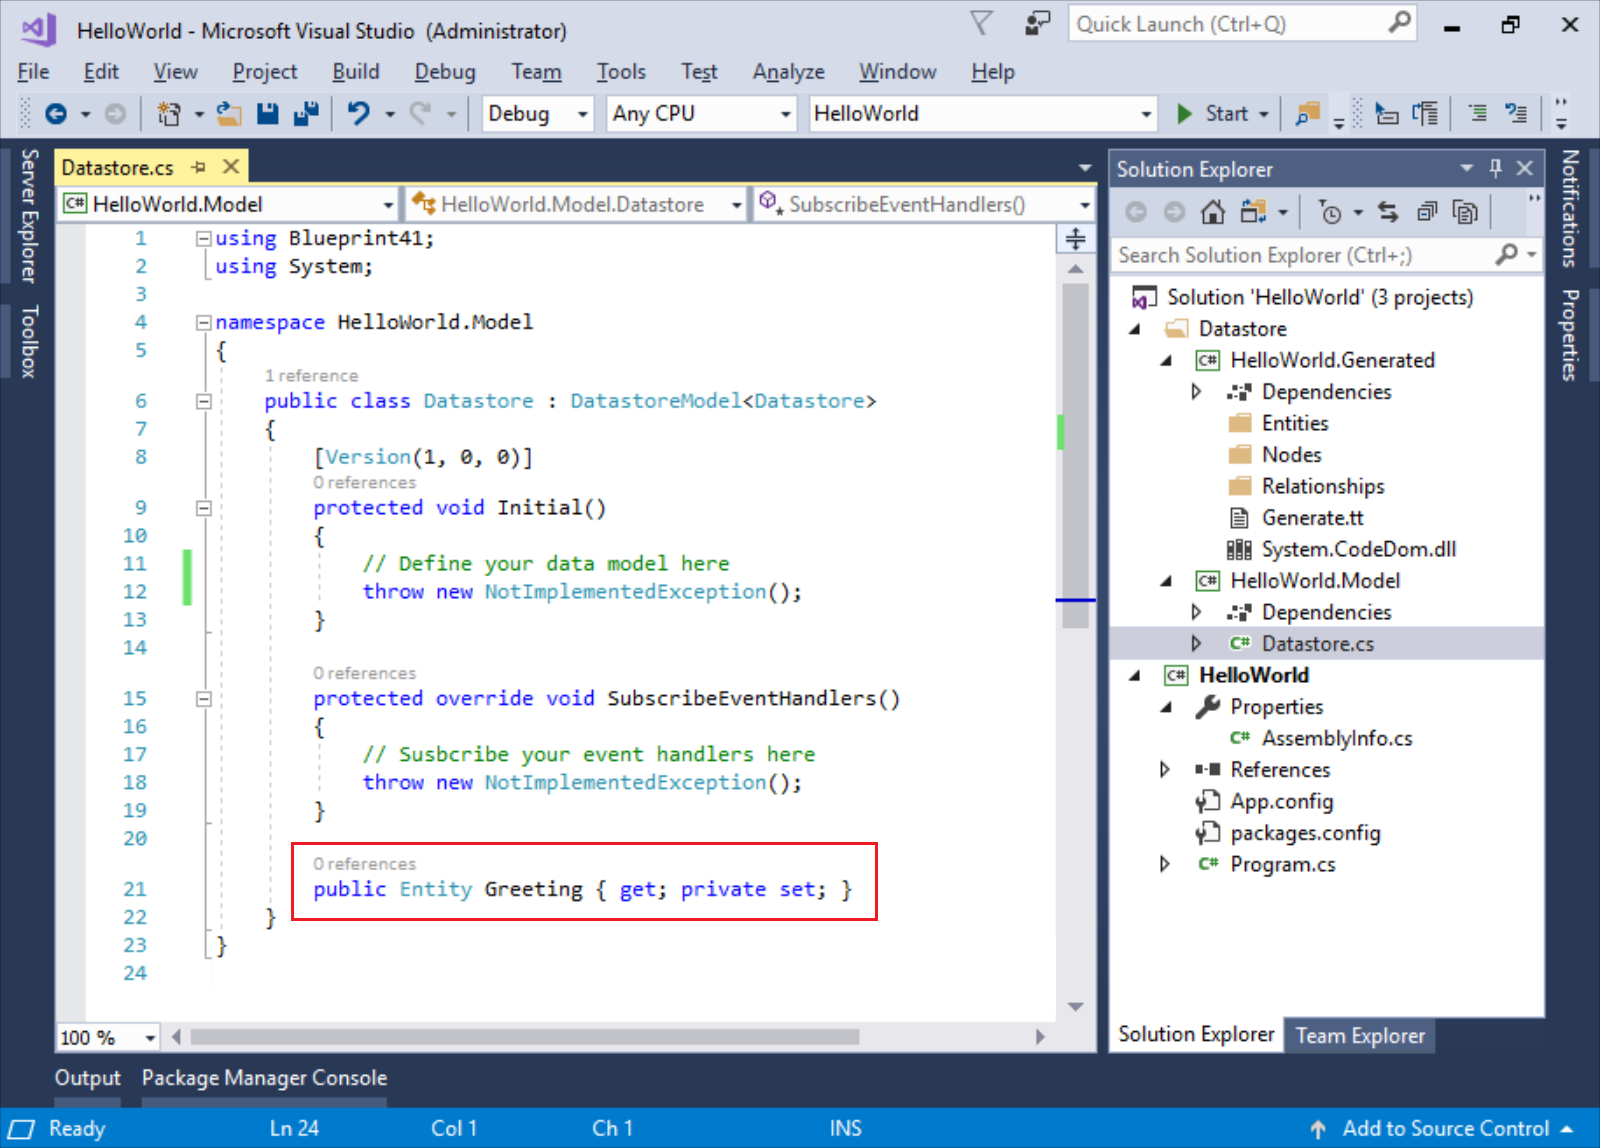 HelloWorld - Microsoft Visual Studio (Administrator)
Quick Launch (Ctrl+Q)
File Edit View Project Build Debug Team Tools Test Analyze Window Help
Debug Any CPU HelloWorld Start
Server Explorer
Toolbox
Datastore.cs
C# HelloWorld.Model HelloWorld.Model.Datastore SubscribeEventHandlers()
1 using Blueprint41;
2 using System;
3
4 namespace HelloWorld.Model
5 {
1 reference
6 public class Datastore : DatastoreModel<Datastore>
7 {
8 [Version(1, 0, 0)]
0 references
9 protected void Initial()
10 {
11 // Define your data model here
12 throw new NotImplementedException();
13 }
14
0 references
15 protected override void SubscribeEventHandlers()
16 {
17 // Susbcribe your event handlers here
18 throw new NotImplementedException();
19 }
20
0 references
21 public Entity Greeting { get; private set; }
22 }
23 }
24
100 %
Solution Explorer
Search Solution Explorer (Ctrl+;)
Solution 'HelloWorld' (3 projects)
Datastore
C# HelloWorld.Generated
Dependencies
Entities
Nodes
Relationships
Generate.tt
System.CodeDom.dll
C# HelloWorld.Model
Dependencies
C# Datastore.cs
C# HelloWorld
Properties
C# AssemblyInfo.cs
References
App.config
packages.config
C# Program.cs
Solution Explorer Team Explorer
Notifications
Properties
Output Package Manager Console
Ready Ln 24 Col 1 Ch 1 INS Add to Source Control